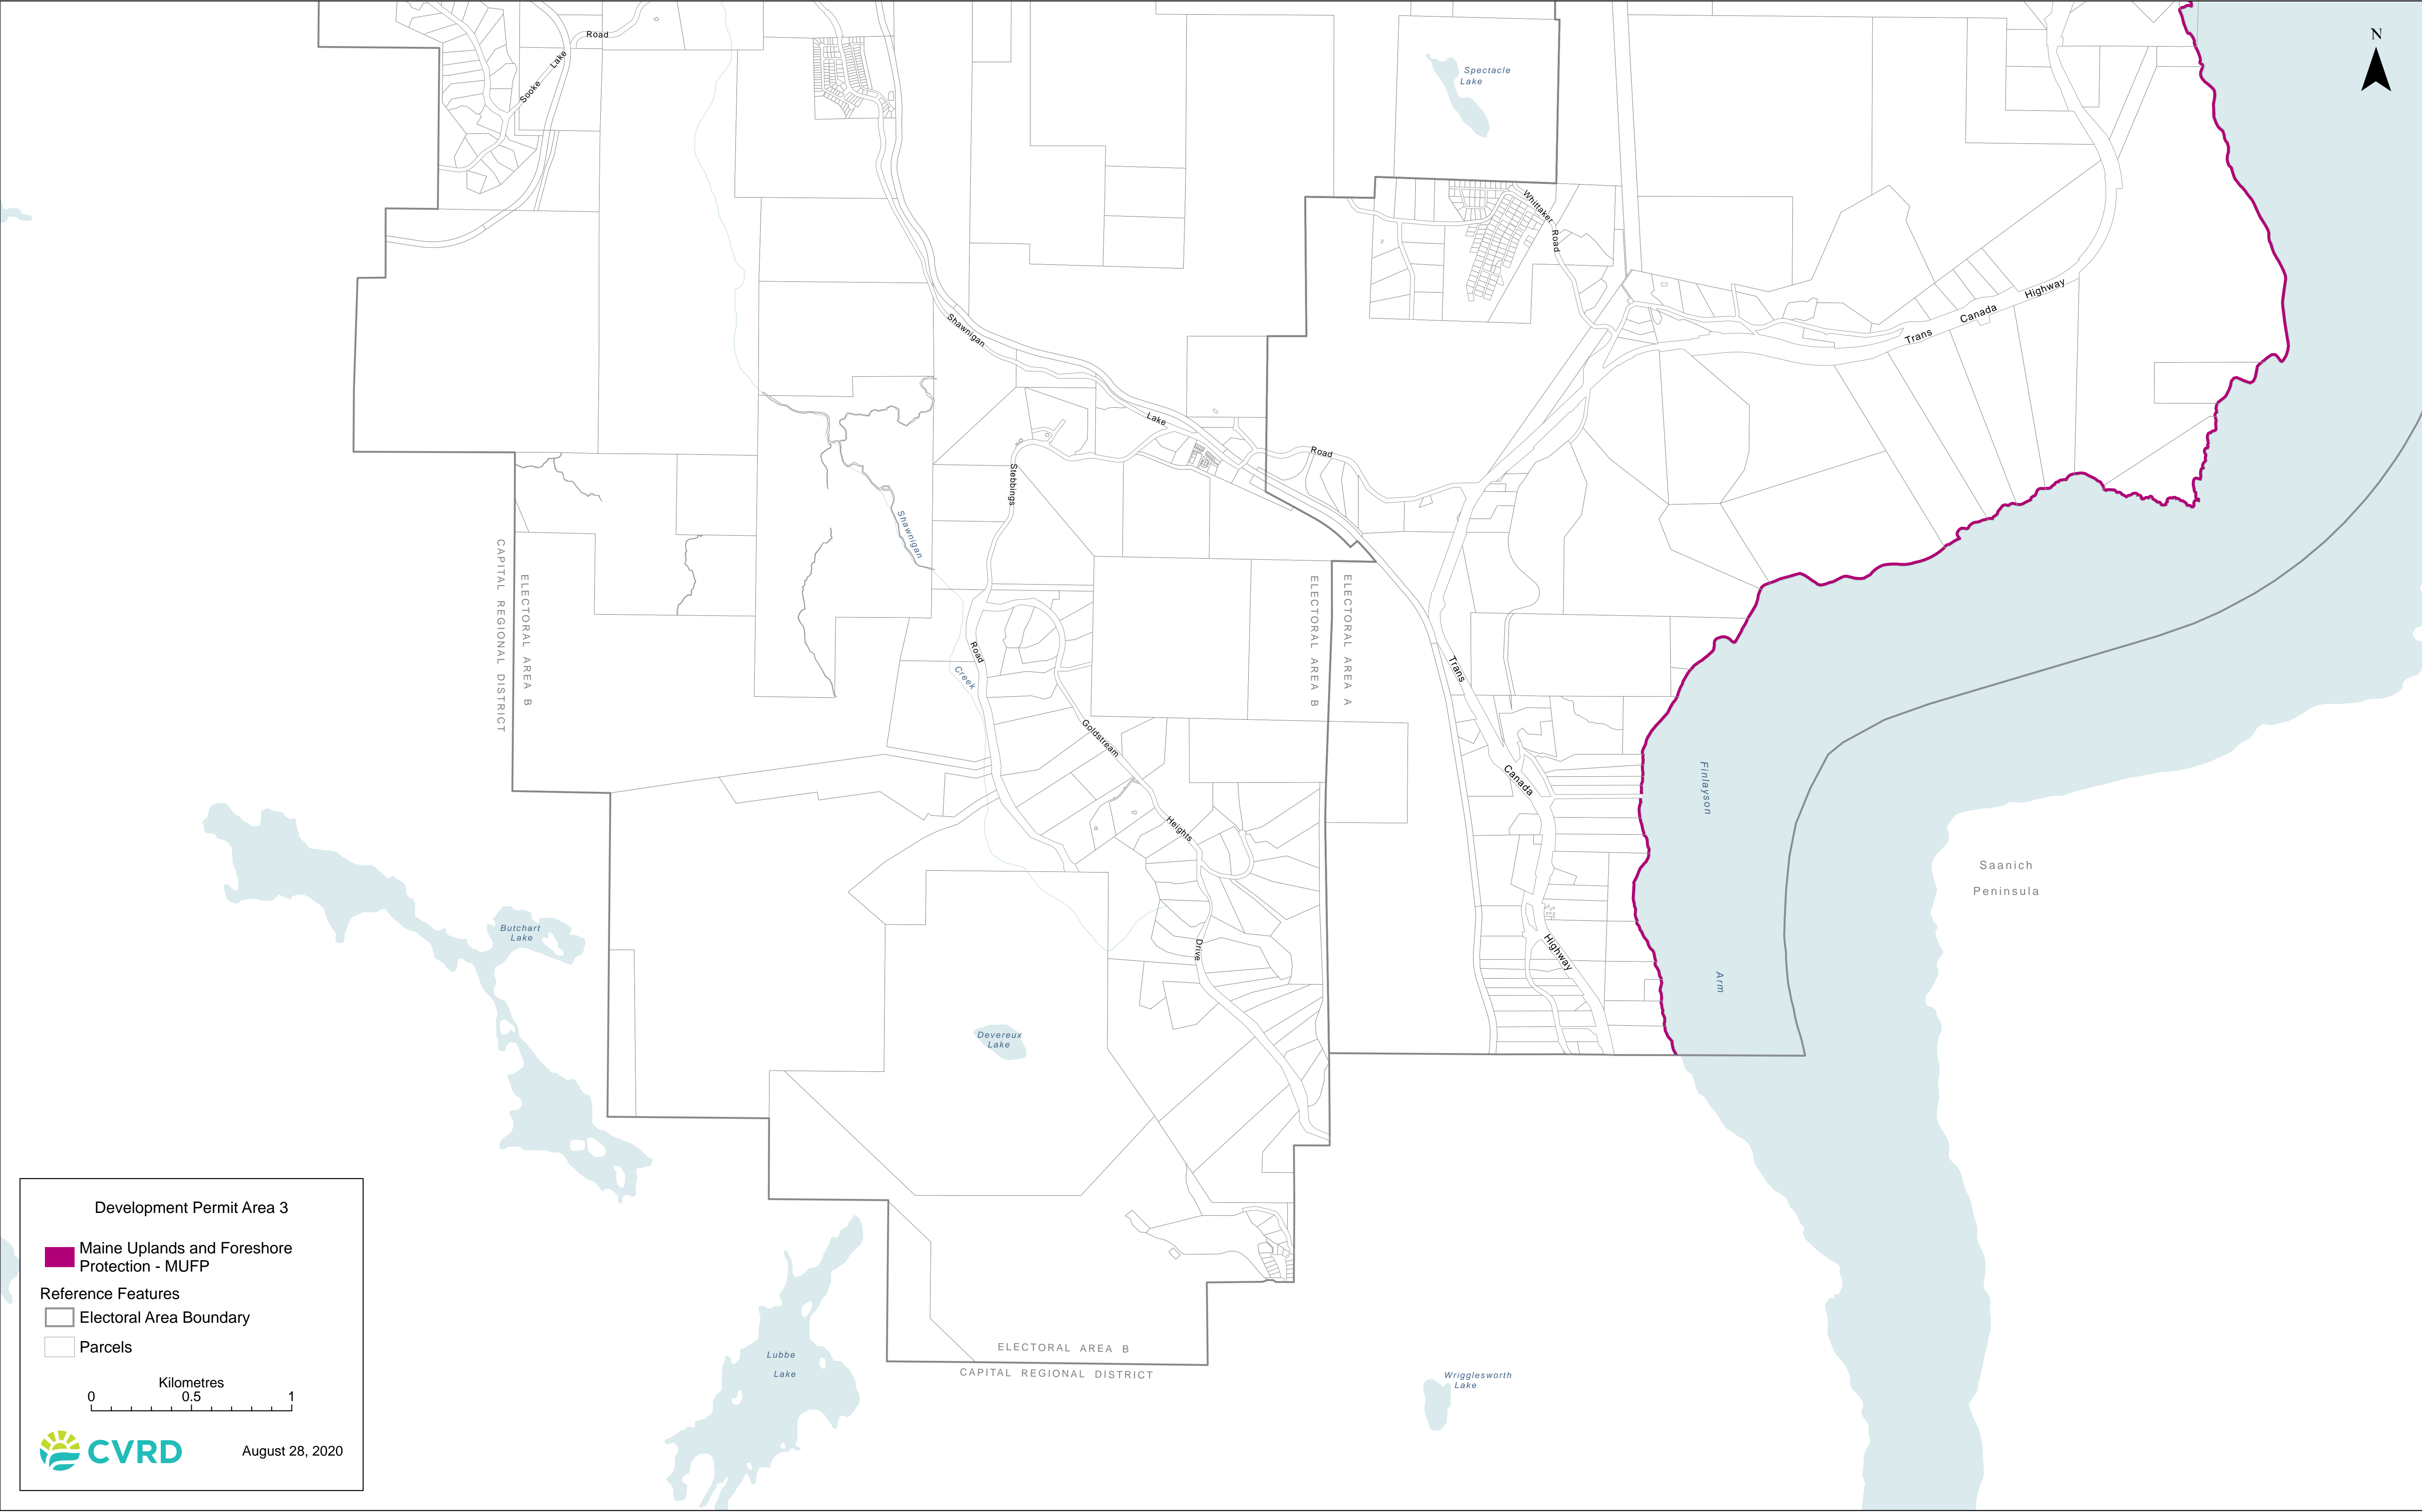 N
Road
Lake
Sooke
Spectacle
Lake
Whittaker
Road
Trans
Canada
Highway
Shawnigan
Lake
Road
Stebbings
Road
Shawnigan
Creek
CAPITAL REGIONAL DISTRICT
ELECTORAL AREA B
ELECTORAL AREA B
ELECTORAL AREA A
Trans
Canada
Highway
Goldstream
Heights
Drive
Finlayson
Arm
Saanich
Peninsula
Butchart
Lake
Devereux
Lake
Lubbe
Lake
ELECTORAL AREA B
CAPITAL REGIONAL DISTRICT
Wrigglesworth
Lake
Development Permit Area 3
Maine Uplands and Foreshore
Protection - MUFP
Reference Features
Electoral Area Boundary
Parcels
Kilometres
0 0.5 1
CVRD
August 28, 2020